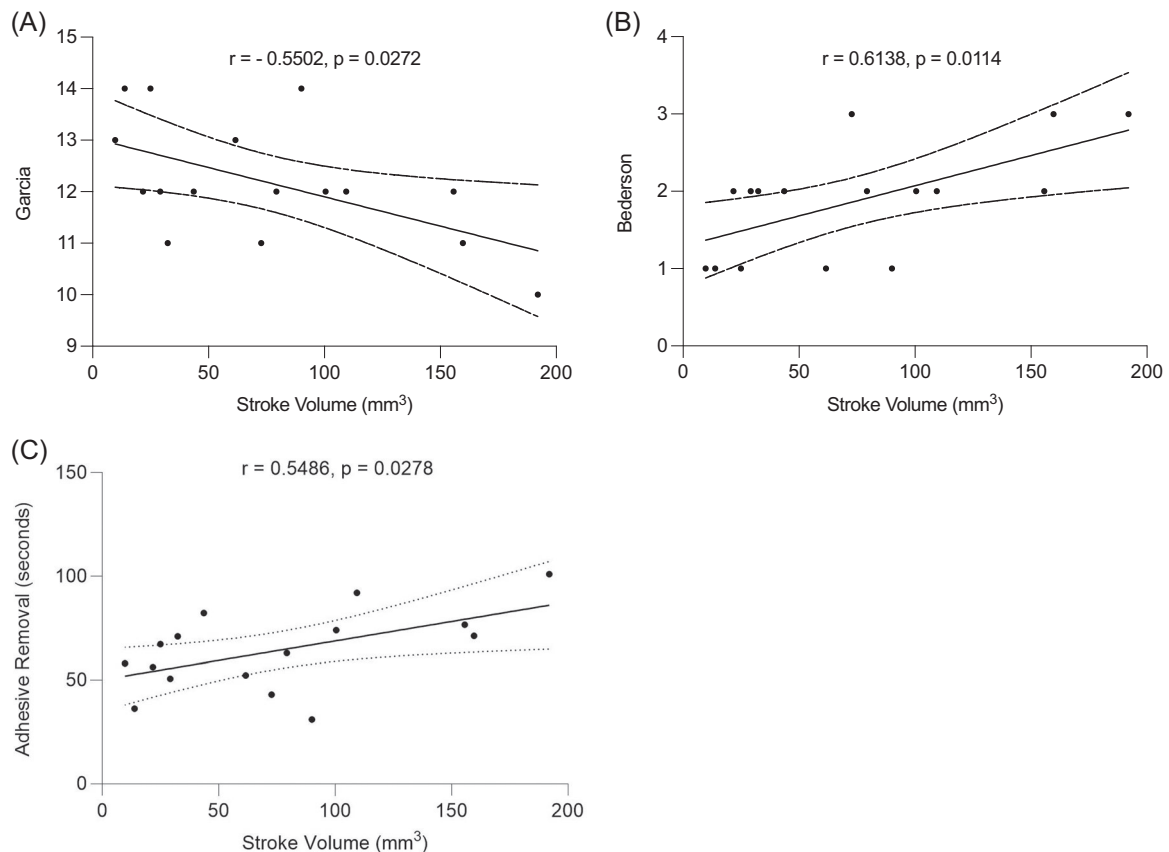 (A)
r = - 0.5502, p = 0.0272
15
14
13
12
11
10
9
Garcia
0 50 100 150 200
Stroke Volume (mm³)
(B)
r = 0.6138, p = 0.0114
4
3
2
1
0
Bederson
0 50 100 150 200
Stroke Volume (mm³)
(C)
r = 0.5486, p = 0.0278
150
100
50
0
Adhesive Removal (seconds)
0 50 100 150 200
Stroke Volume (mm³)